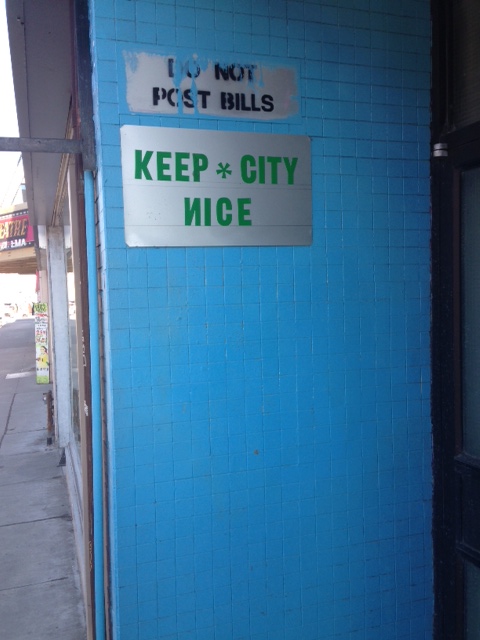 DO NOT
POST BILLS
KEEP * CITY
ИICE